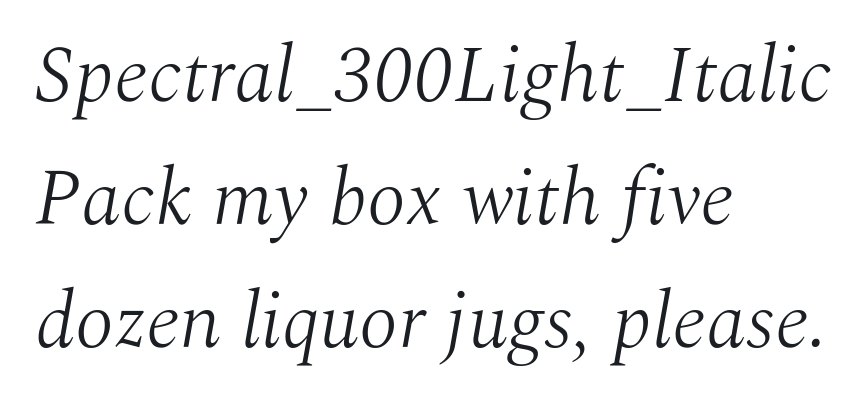 Spectral_300Light_Italic
Pack my box with five
dozen liquor jugs, please.